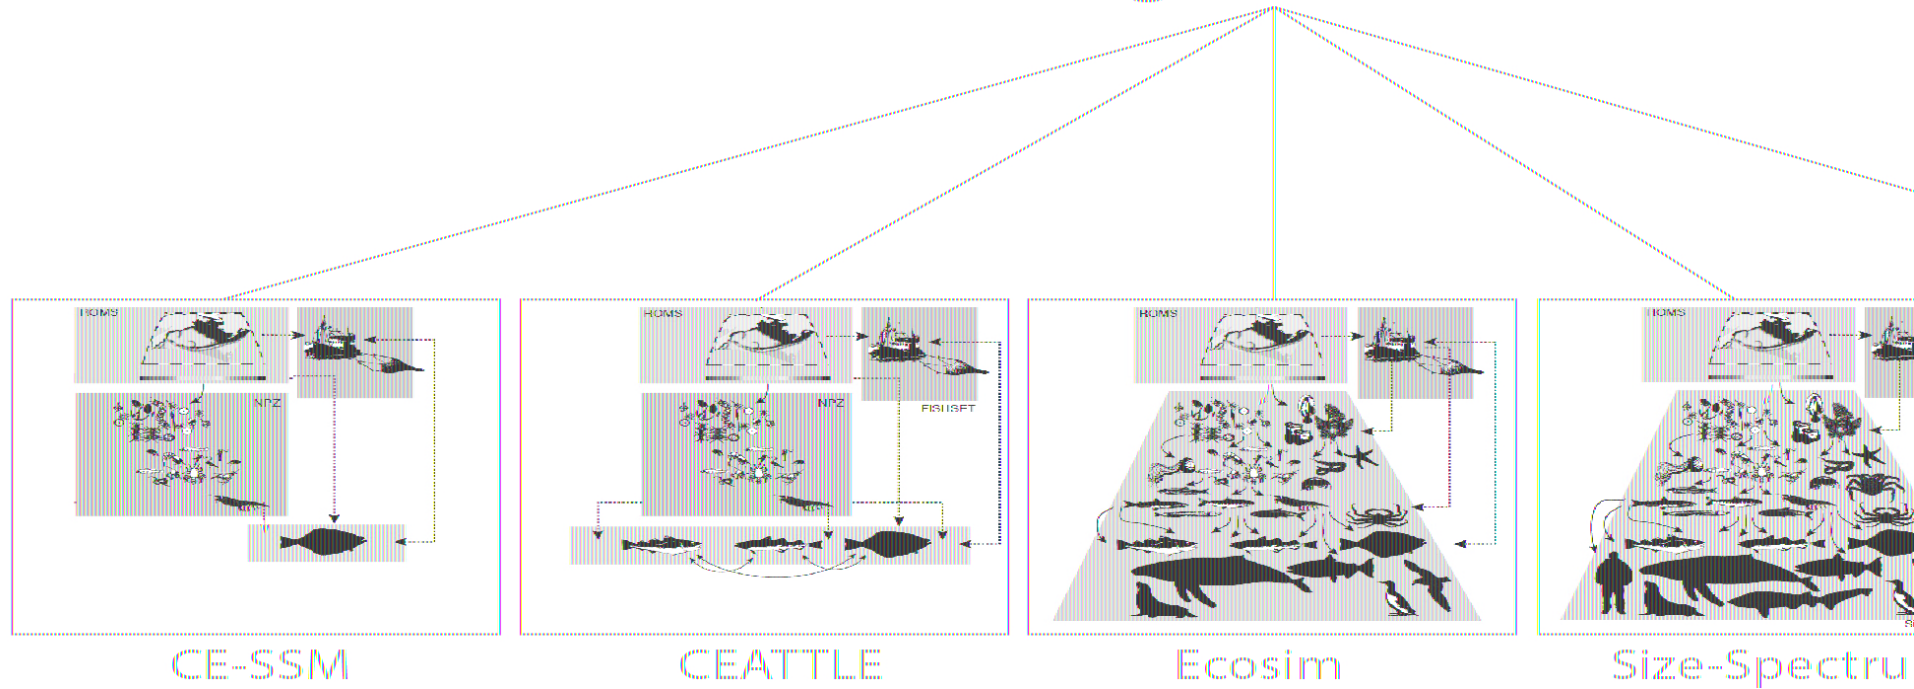 ROMS
ROMS
ROMS
ROMS
NPZ
NPZ
FISHSET
CE-SSM
CEATTLE
Ecosim
Size-Spectru